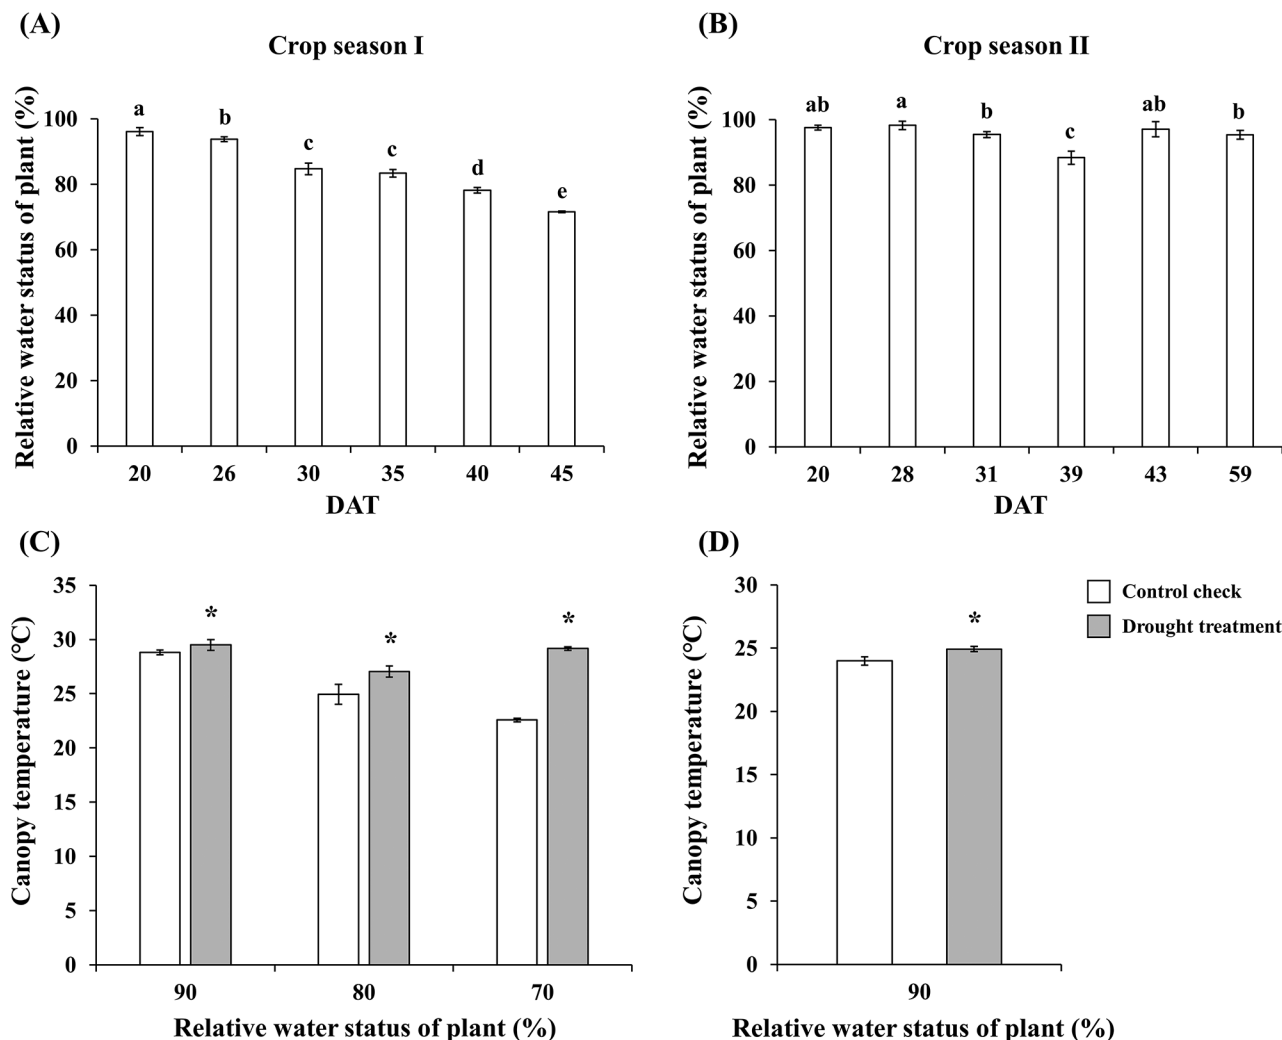 (A)
Crop season I
Relative water status of plant (%)
100
80
60
40
20
0
a
b
c
c
d
e
20 26 30 35 40 45
DAT
(B)
Crop season II
Relative water status of plant (%)
100
80
60
40
20
0
ab
a
b
c
ab
b
20 28 31 39 43 59
DAT
(C)
Canopy temperature (°C)
35
30
25
20
15
10
5
0
*
*
*
90 80 70
Relative water status of plant (%)
(D)
Canopy temperature (°C)
30
25
20
15
10
5
0
*
90
Relative water status of plant (%)
Control check
Drought treatment